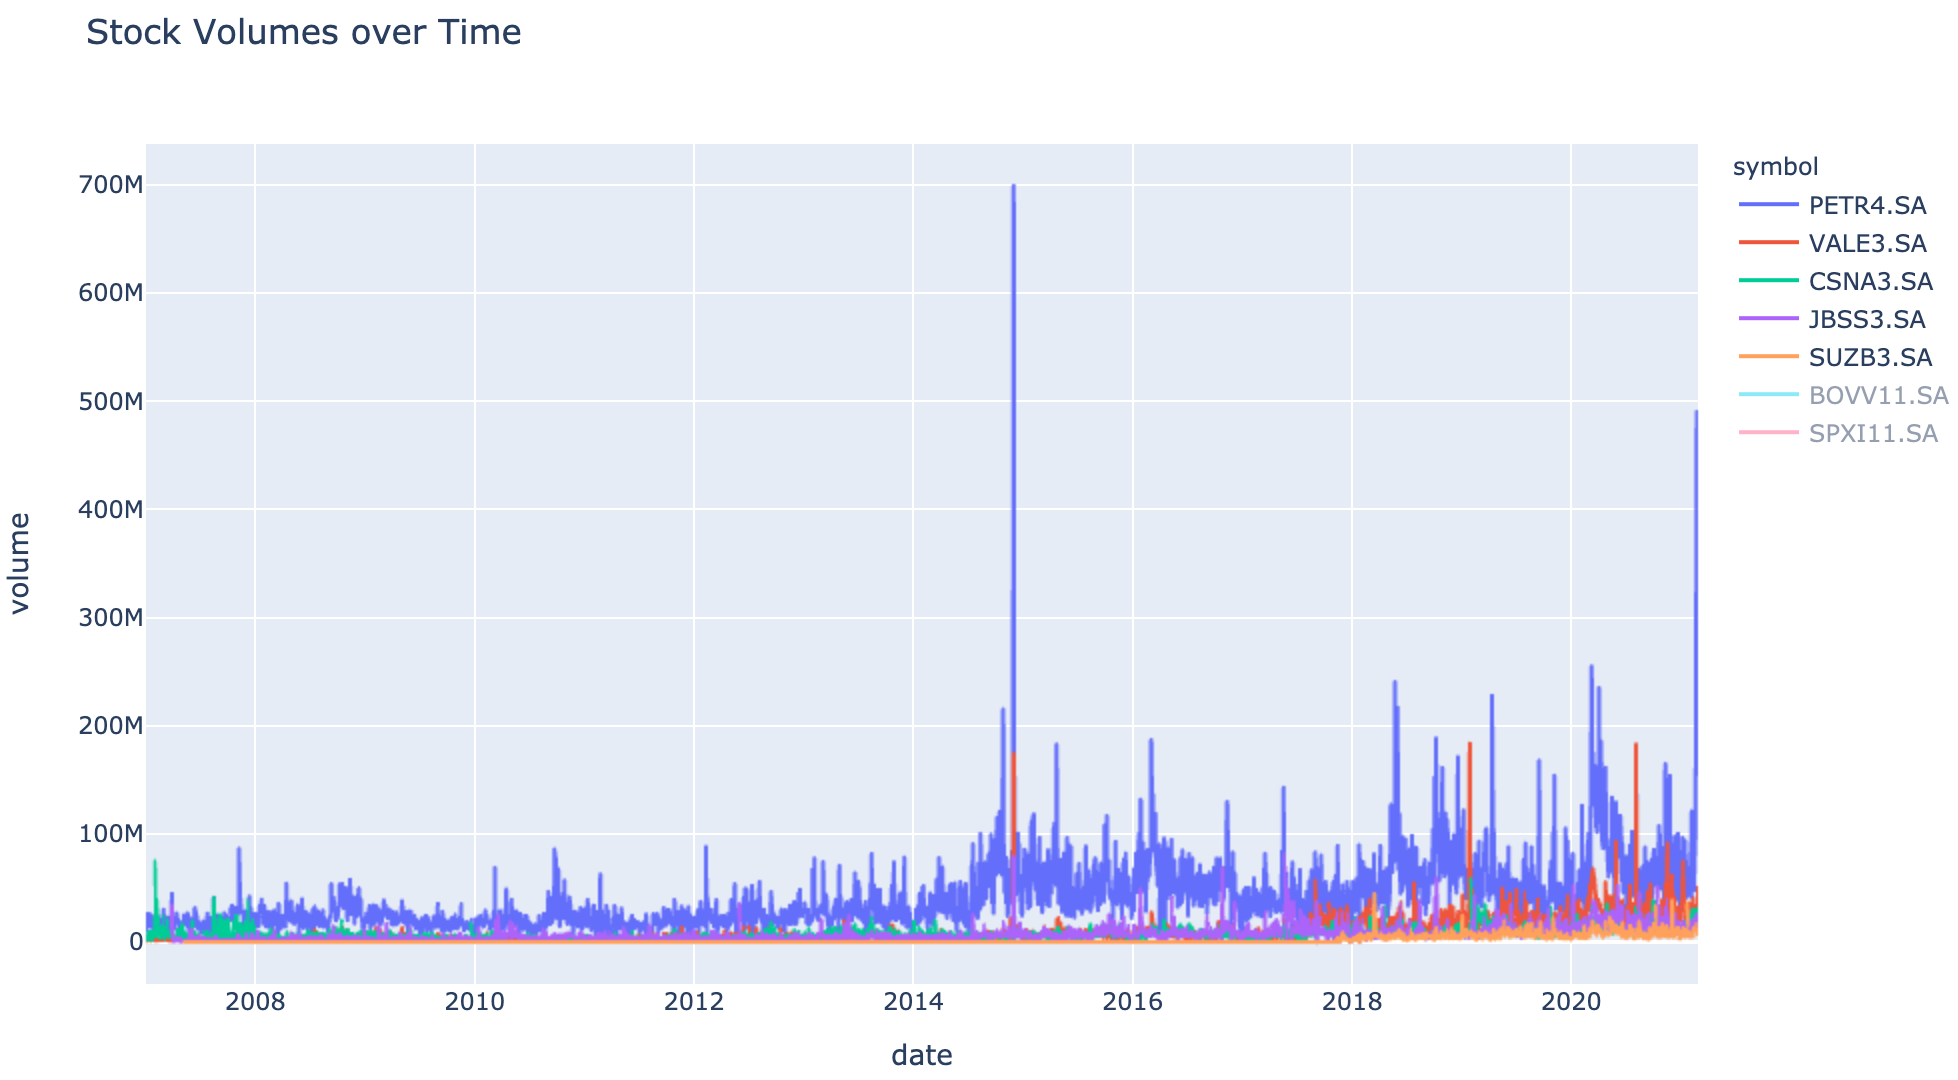 Stock Volumes over Time
700M
600M
500M
400M
300M
200M
100M
0
volume
2008 2010 2012 2014 2016 2018 2020
date
symbol
PETR4.SA
VALE3.SA
CSNA3.SA
JBSS3.SA
SUZB3.SA
BOVV11.SA
SPXI11.SA